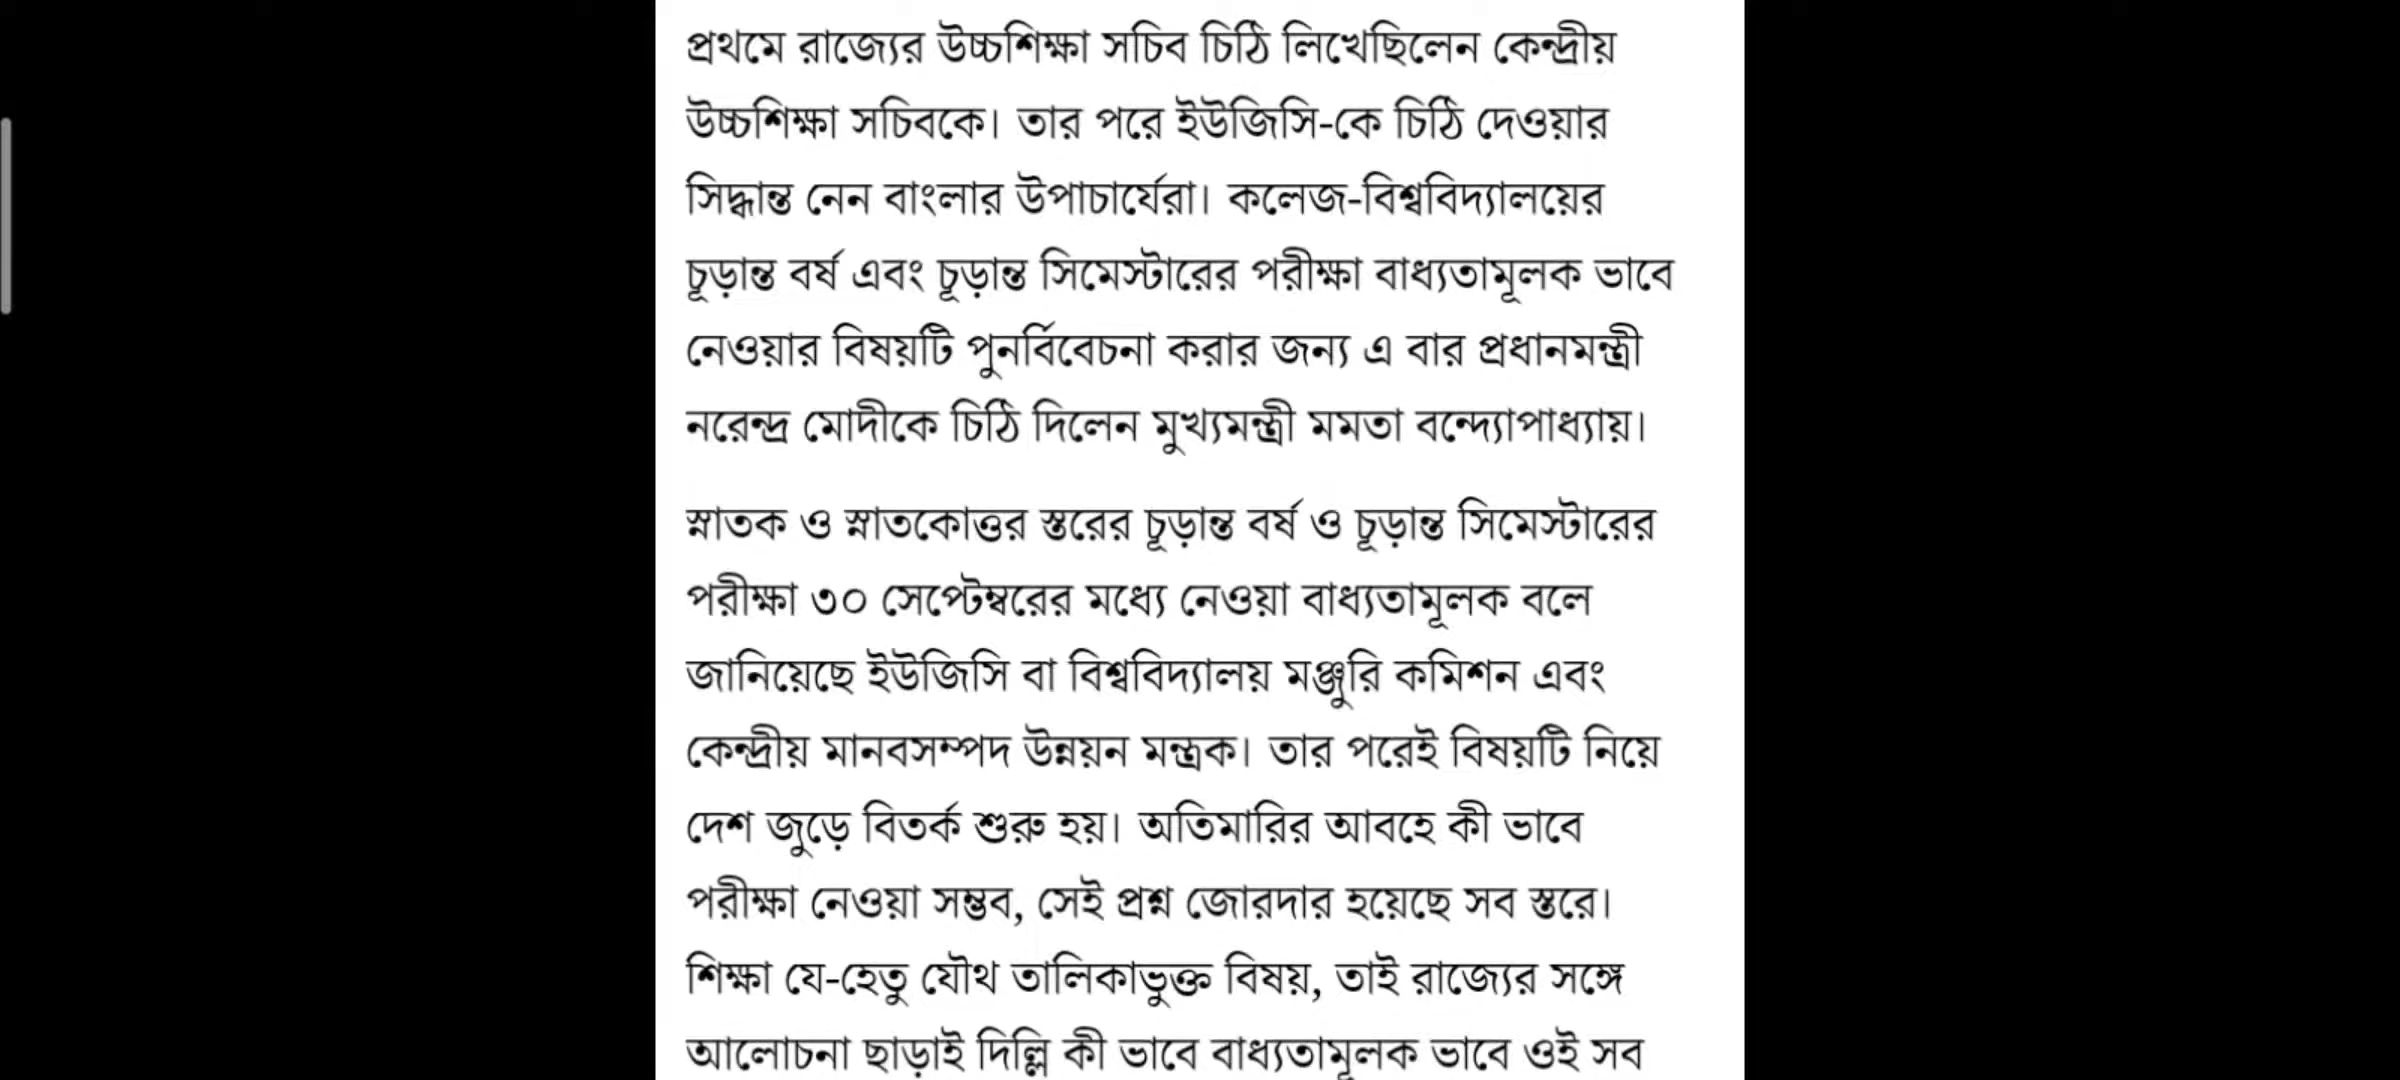 প্রথমে রাজ্যের উচ্চশিক্ষা সচিব চিঠি লিখেছিলেন কেন্দ্রীয়
উচ্চশিক্ষা সচিবকে। তার পরে ইউজিসি-কে চিঠি দেওয়ার
সিদ্ধান্ত নেন বাংলার উপাচার্যেরা। কলেজ-বিশ্ববিদ্যালয়ের
চূড়ান্ত বর্ষ এবং চূড়ান্ত সিমেস্টারের পরীক্ষা বাধ্যতামূলক ভাবে
নেওয়ার বিষয়টি পুনর্বিবেচনা করার জন্য এ বার প্রধানমন্ত্রী
নরেন্দ্র মোদীকে চিঠি দিলেন মুখ্যমন্ত্রী মমতা বন্দ্যোপাধ্যায়।
স্নাতক ও স্নাতকোত্তর স্তরের চূড়ান্ত বর্ষ ও চূড়ান্ত সিমেস্টারের
পরীক্ষা ৩০ সেপ্টেম্বরের মধ্যে নেওয়া বাধ্যতামূলক বলে
জানিয়েছে ইউজিসি বা বিশ্ববিদ্যালয় মঞ্জুরি কমিশন এবং
কেন্দ্রীয় মানবসম্পদ উন্নয়ন মন্ত্রক। তার পরেই বিষয়টি নিয়ে
দেশ জুড়ে বিতর্ক শুরু হয়। অতিমারির আবহে কী ভাবে
পরীক্ষা নেওয়া সম্ভব, সেই প্রশ্ন জোরদার হয়েছে সব স্তরে।
শিক্ষা যে-হেতু যৌথ তালিকাভুক্ত বিষয়, তাই রাজ্যের সঙ্গে
আলোচনা ছাড়াই দিল্লি কী ভাবে বাধ্যতামূলক ভাবে ওই সব